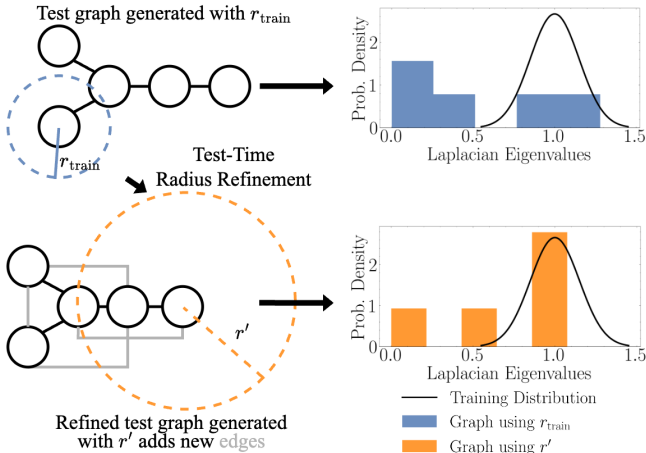 Test graph generated with r_train
r_train
Test-Time
Radius Refinement
r′
Refined test graph generated
with r′ adds new edges
Prob. Density
2
1
0
0.0 0.5 1.0 1.5
Laplacian Eigenvalues
Prob. Density
2
1
0
0.0 0.5 1.0 1.5
Laplacian Eigenvalues
Training Distribution
Graph using r_train
Graph using r′